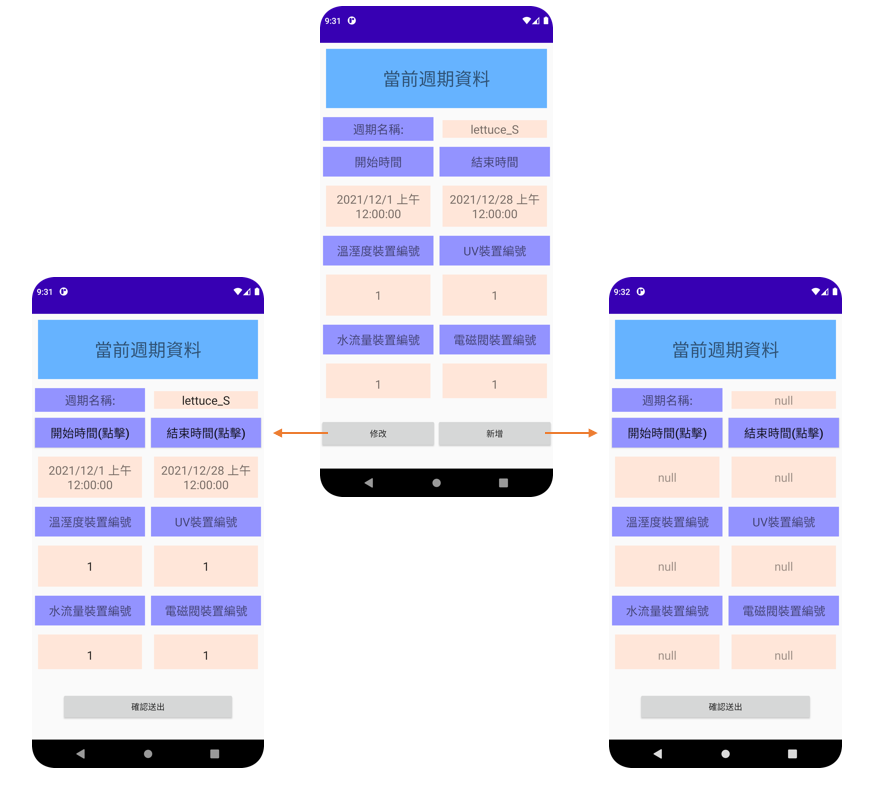 9:31
當前週期資料
週期名稱:
lettuce_S
開始時間
結束時間
2021/12/1 上午
12:00:00
2021/12/28 上午
12:00:00
溫溼度裝置編號
UV裝置編號
1
1
水流量裝置編號
電磁閥裝置編號
1
1
修改
新增
9:31
當前週期資料
週期名稱:
lettuce_S
開始時間(點擊)
結束時間(點擊)
2021/12/1 上午
12:00:00
2021/12/28 上午
12:00:00
溫溼度裝置編號
UV裝置編號
1
1
水流量裝置編號
電磁閥裝置編號
1
1
確認送出
9:32
當前週期資料
週期名稱:
null
開始時間(點擊)
結束時間(點擊)
null
null
溫溼度裝置編號
UV裝置編號
null
null
水流量裝置編號
電磁閥裝置編號
null
null
確認送出